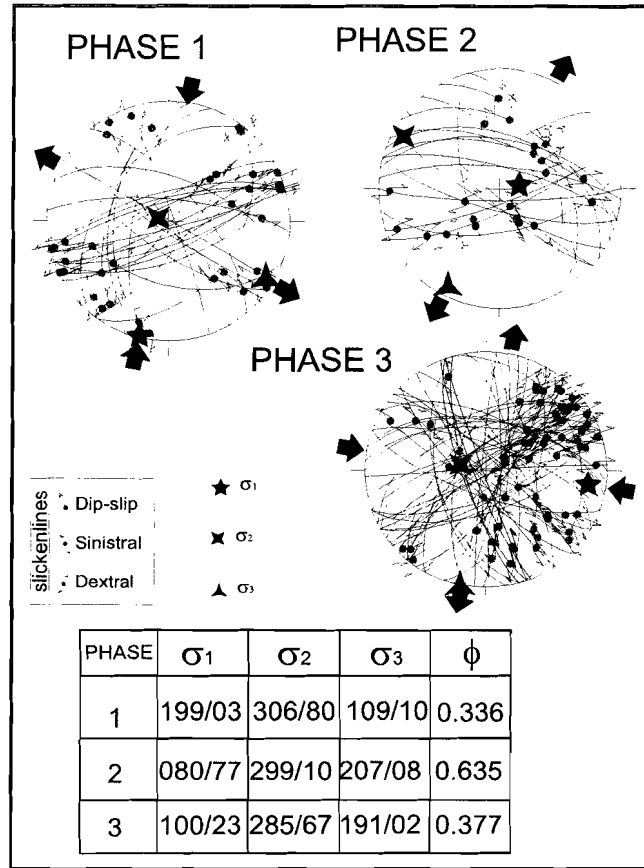 PHASE 1
PHASE 2
PHASE 3
slickenlines
Dip-slip
Sinistral
Dextral
σ1
σ2
σ3
PHASE σ1 σ2 σ3 ϕ
1 199/03 306/80 109/10 0.336
2 080/77 299/10 207/08 0.635
3 100/23 285/67 191/02 0.377